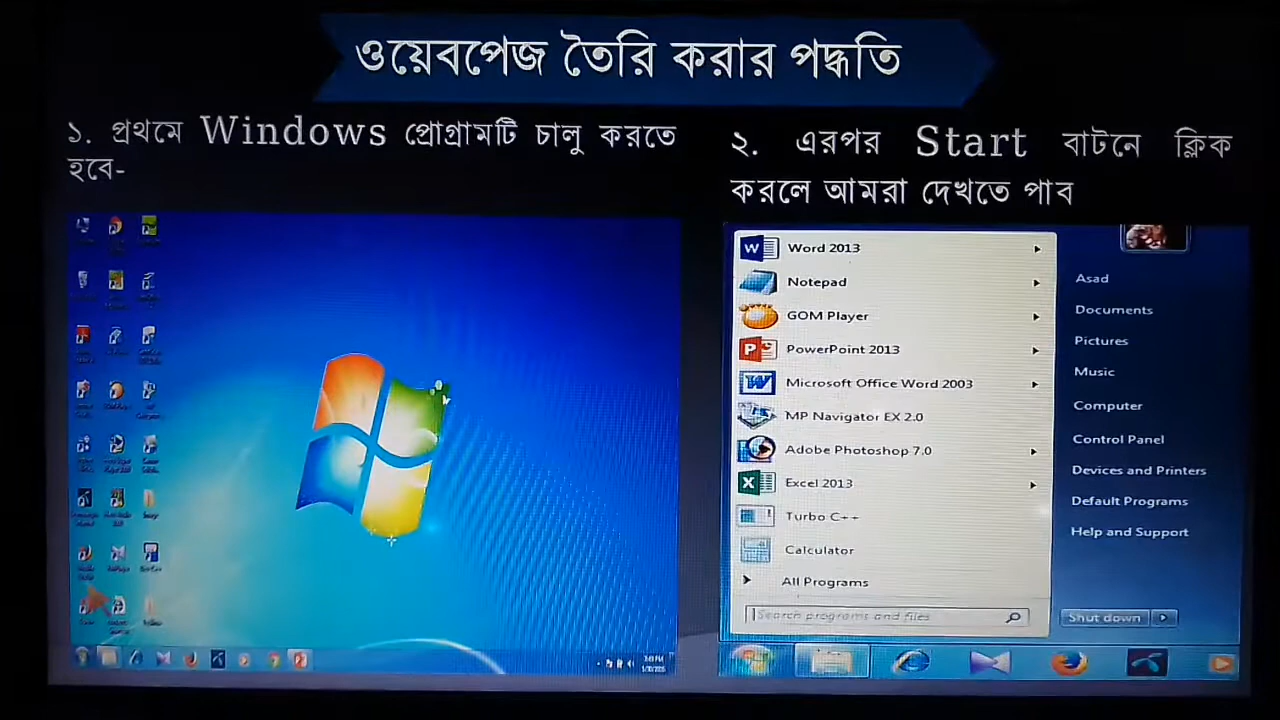 ওয়েবপেজ তৈরি করার পদ্ধতি
১. প্রথমে Windows প্রোগ্রামটি চালু করতে
হবে-
২. এরপর Start বাটনে ক্লিক
করলে আমরা দেখতে পাব
Word 2013
Notepad
GOM Player
PowerPoint 2013
Microsoft Office Word 2003
MP Navigator EX 2.0
Adobe Photoshop 7.0
Excel 2013
Turbo C++
Calculator
All Programs
Search programs and files
Asad
Documents
Pictures
Music
Computer
Control Panel
Devices and Printers
Default Programs
Help and Support
Shut down